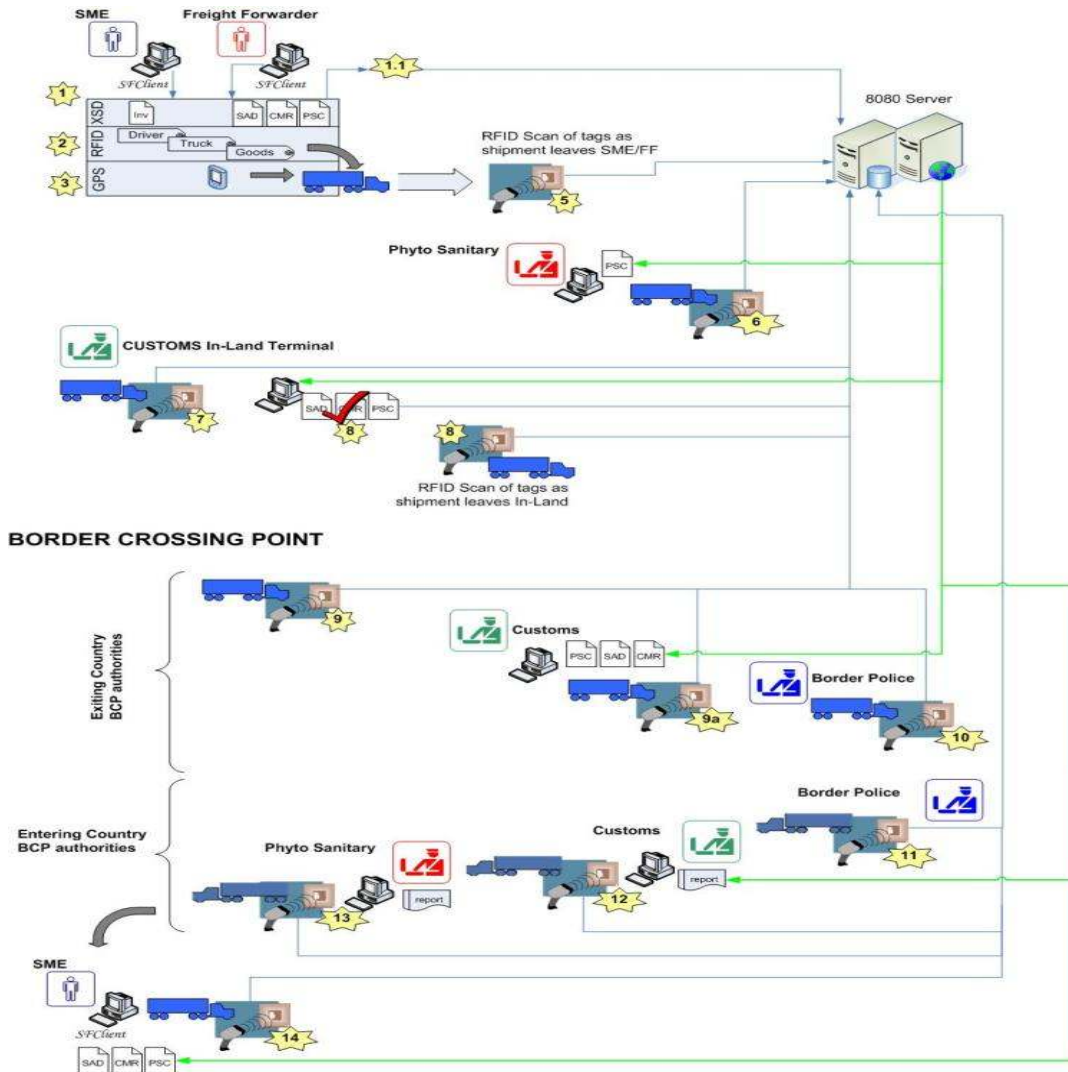 SME
Freight Forwarder
SFClient
SFClient
1
XSD
Inv
SAD
CMR
PSC
1.1
8080 Server
2
RFID
Driver
Truck
Goods
RFID Scan of tags as
shipment leaves SME/FF
3
GPS
5
Phyto Sanitary
PSC
6
CUSTOMS In-Land Terminal
7
SAD
CMR
PSC
8
8
RFID Scan of tags as
shipment leaves In-Land
BORDER CROSSING POINT
Exiting Country
BCP authorities
9
Customs
PSC
SAD
CMR
9a
Border Police
10
Entering Country
BCP authorities
Border Police
11
Customs
report
12
Phyto Sanitary
report
13
SME
SFClient
14
SAD
CMR
PSC